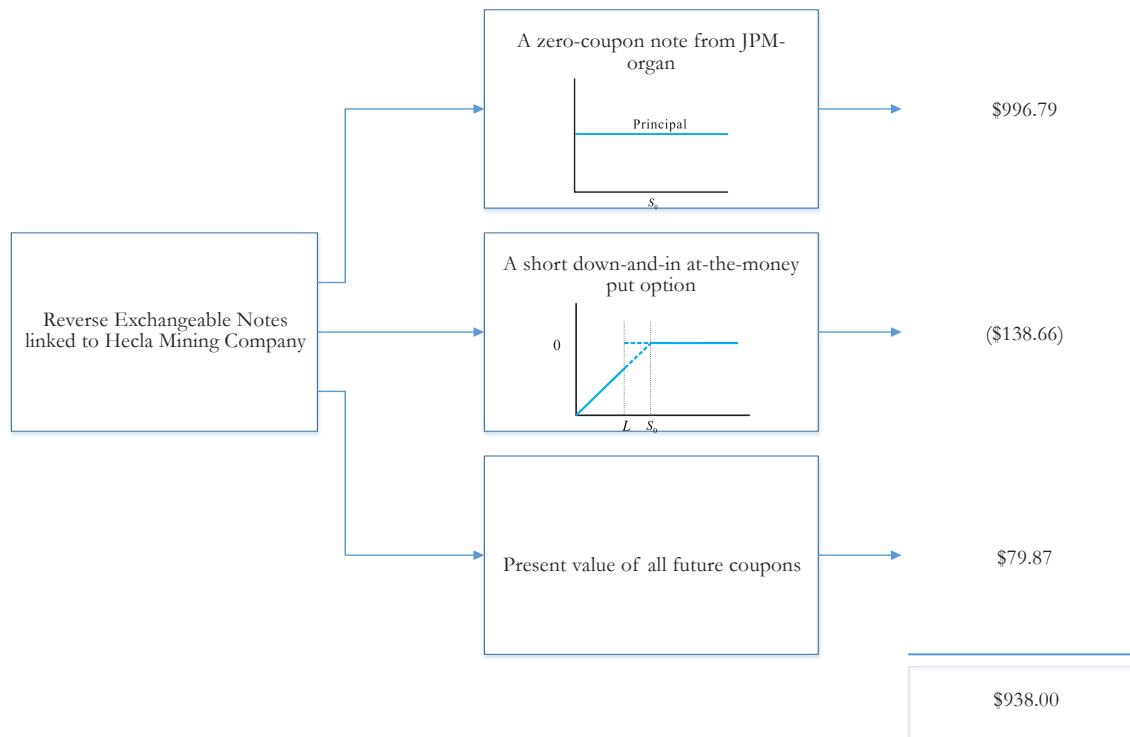 A zero-coupon note from JPM-
organ
Principal
S₀
$996.79
Reverse Exchangeable Notes
linked to Hecla Mining Company
A short down-and-in at-the-money
put option
0
L S₀
($138.66)
Present value of all future coupons
$79.87
$938.00